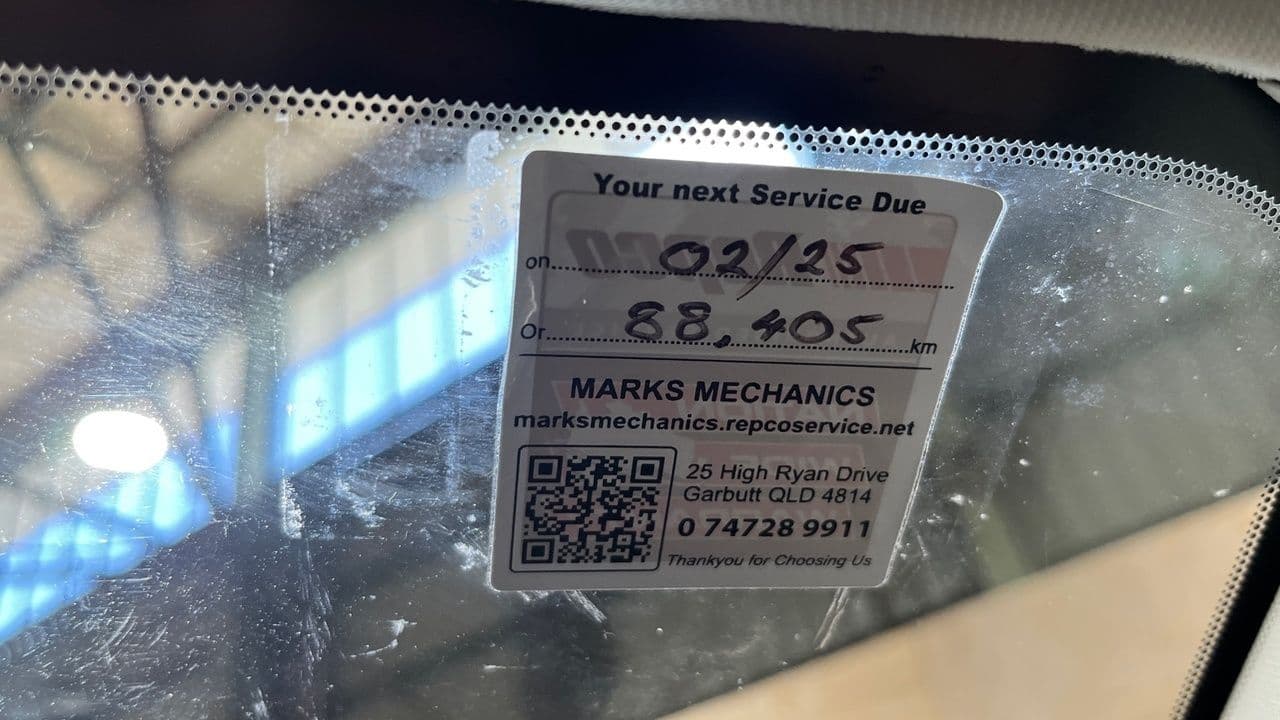 Your next Service Due
on 02/25
Or 88,405 km
MARKS MECHANICS
marksmechanics.repcoservice.net
25 High Ryan Drive
Garbutt QLD 4814
0 74728 9911
Thankyou for Choosing Us